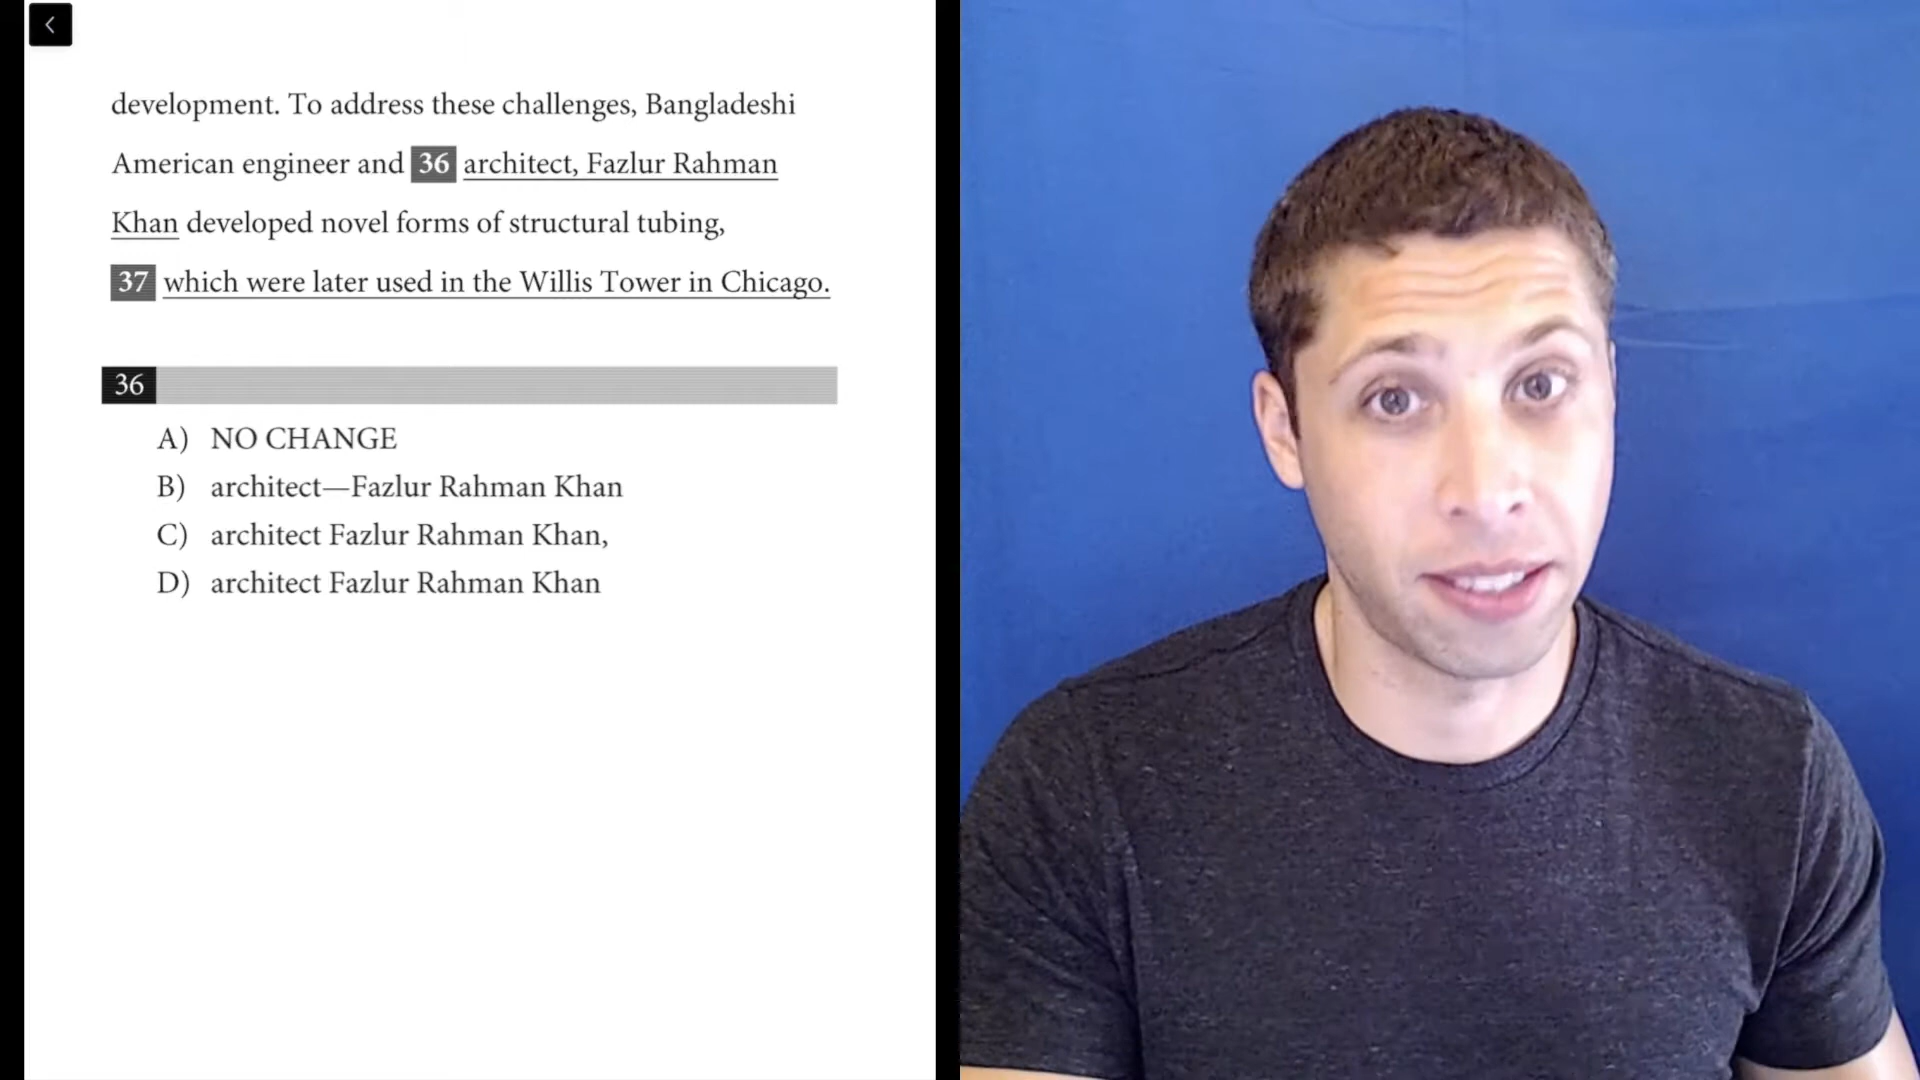 development. To address these challenges, Bangladeshi
American engineer and 36 architect, Fazlur Rahman
Khan developed novel forms of structural tubing,
37 which were later used in the Willis Tower in Chicago.
36
A) NO CHANGE
B) architect—Fazlur Rahman Khan
C) architect Fazlur Rahman Khan,
D) architect Fazlur Rahman Khan